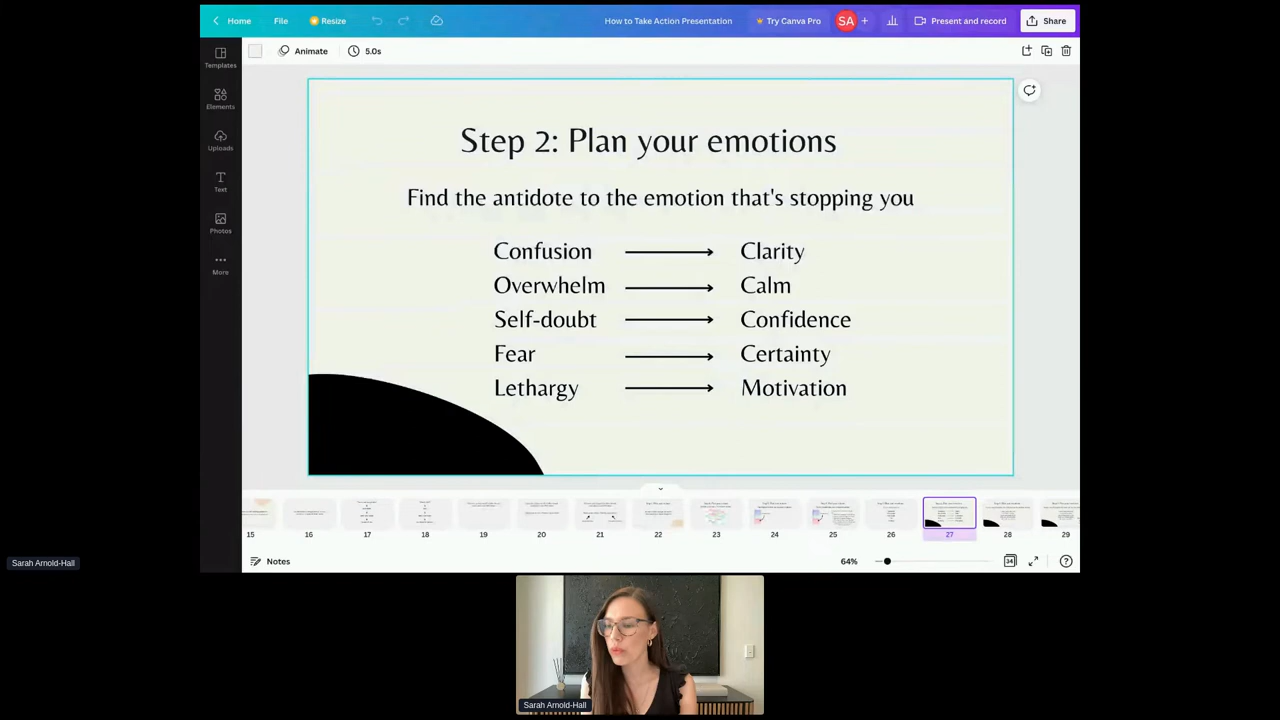 Home File Resize How to Take Action Presentation Try Canva Pro SA + Present and record Share
Animate 5.0s
Templates
Elements
Uploads
Text
Photos
More
Step 2: Plan your emotions
Find the antidote to the emotion that's stopping you
Confusion Clarity
Overwhelm Calm
Self-doubt Confidence
Fear Certainty
Lethargy Motivation
15 16 17 18 19 20 21 22 23 24 25 26 27 28 29
Notes 64% 34
Sarah Arnold-Hall
Sarah Arnold-Hall